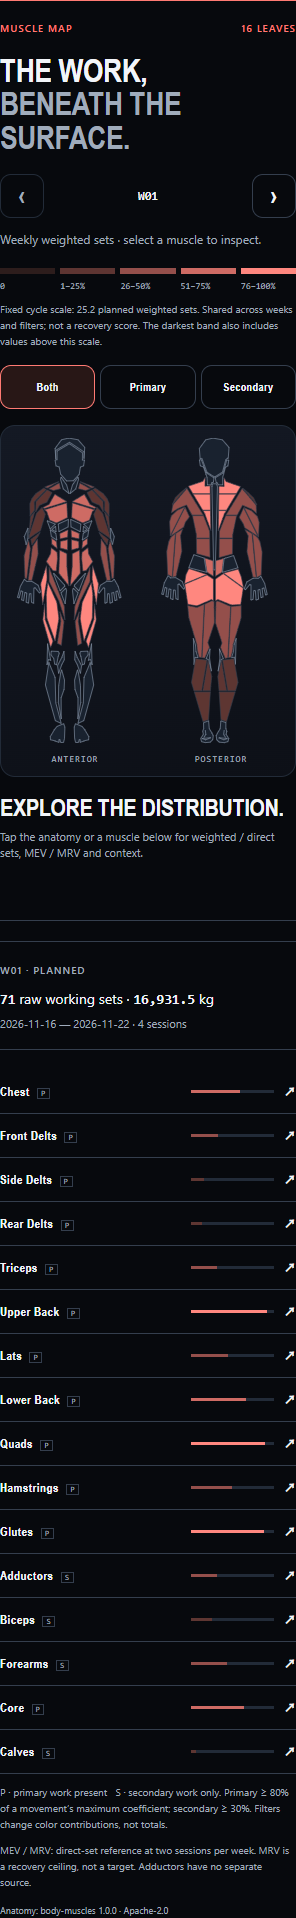 MUSCLE MAP
16 LEAVES
THE WORK,
BENEATH THE
SURFACE.
‹
W01
›
Weekly weighted sets · select a muscle to inspect.
0
1–25%
26–50%
51–75%
76–100%
Fixed cycle scale: 25.2 planned weighted sets. Shared across weeks
and filters; not a recovery score. The darkest band also includes
values above this scale.
Both
Primary
Secondary
ANTERIOR
POSTERIOR
EXPLORE THE DISTRIBUTION.
Tap the anatomy or a muscle below for weighted / direct
sets, MEV / MRV and context.
W01 · PLANNED
71 raw working sets · 16,931.5 kg
2026-11-16 — 2026-11-22 · 4 sessions
Chest P ↗
Front Delts P ↗
Side Delts P ↗
Rear Delts P ↗
Triceps P ↗
Upper Back P ↗
Lats P ↗
Lower Back P ↗
Quads P ↗
Hamstrings P ↗
Glutes P ↗
Adductors S ↗
Biceps S ↗
Forearms S ↗
Core P ↗
Calves S ↗
P · primary work present S · secondary work only. Primary ≥ 80%
of a movement's maximum coefficient; secondary ≥ 30%. Filters
change color contributions, not totals.
MEV / MRV: direct-set reference at two sessions per week. MRV is
a recovery ceiling, not a target. Adductors have no separate
source.
Anatomy: body-muscles 1.0.0 · Apache-2.0